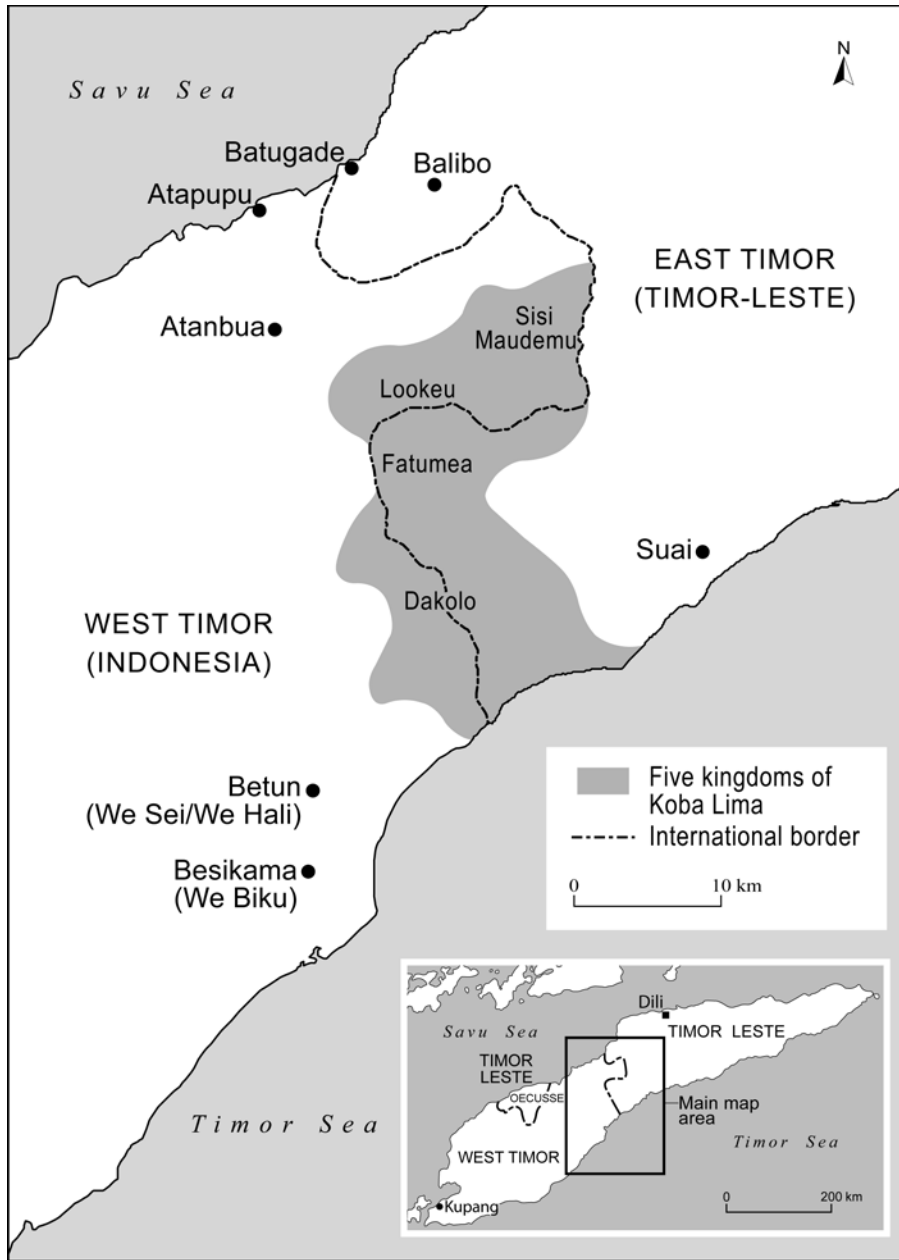 N
Savu Sea
Batugade
Balibo
Atapupu
EAST TIMOR
(TIMOR-LESTE)
Atanbua
Sisi
Maudemu
Lookeu
Fatumea
Suai
Dakolo
WEST TIMOR
(INDONESIA)
Betun
(We Sei/We Hali)
Besikama
(We Biku)
Timor Sea
Five kingdoms of
Koba Lima
International border
0 10 km
Dili
Savu Sea
TIMOR LESTE
TIMOR
LESTE
OECUSSE
Main map
area
Timor Sea
WEST TIMOR
0 200 km
Kupang